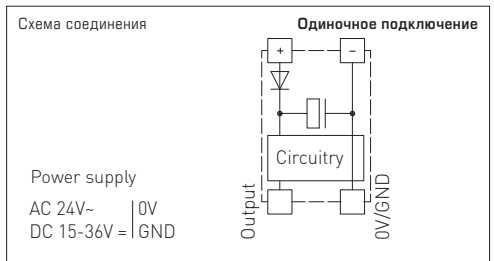 Схема соединения
Одиночное подключение
+ −
Circuitry
Power supply
AC 24V~ | 0V
DC 15-36V = | GND
Output
0V/GND